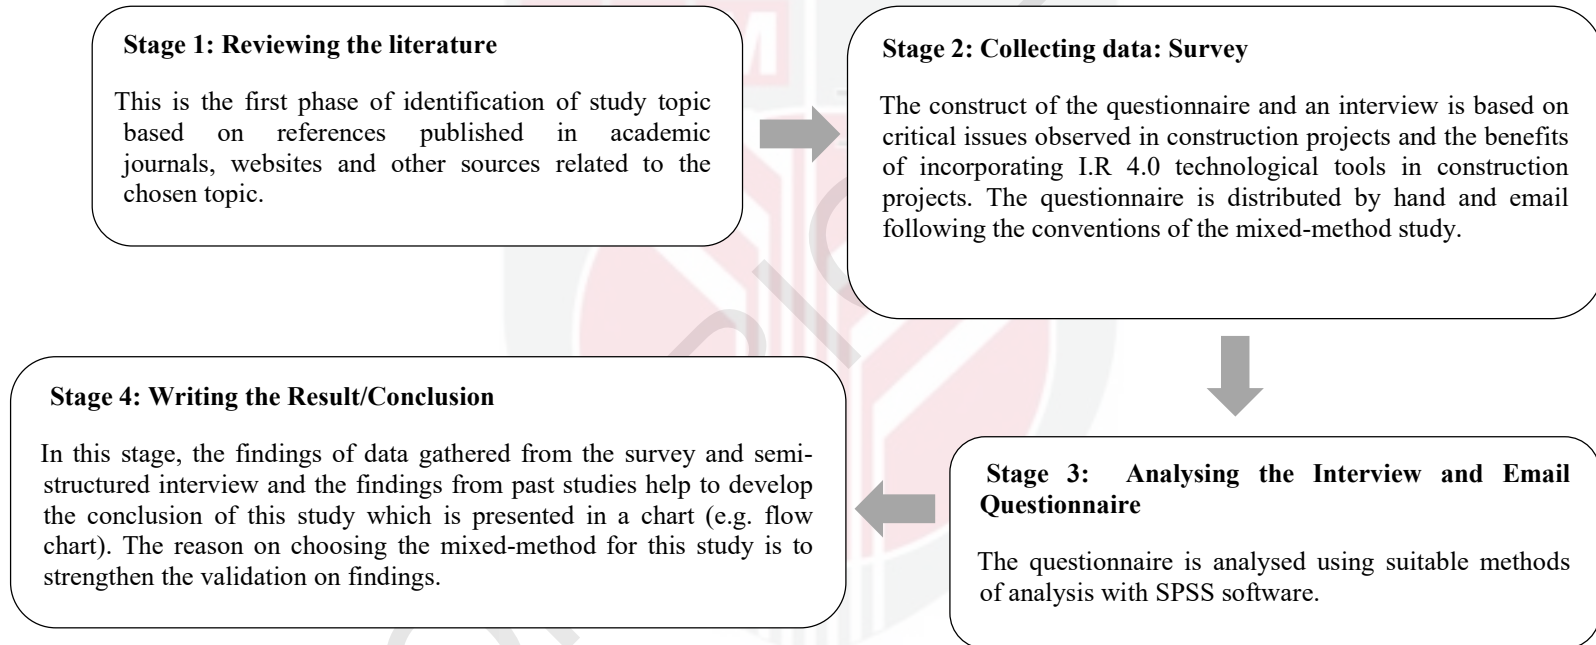 Stage 1: Reviewing the literature
This is the first phase of identification of study topic
based on references published in academic
journals, websites and other sources related to the
chosen topic.
Stage 2: Collecting data: Survey
The construct of the questionnaire and an interview is based on
critical issues observed in construction projects and the benefits
of incorporating I.R 4.0 technological tools in construction
projects. The questionnaire is distributed by hand and email
following the conventions of the mixed-method study.
Stage 3: Analysing the Interview and Email
Questionnaire
The questionnaire is analysed using suitable methods
of analysis with SPSS software.
Stage 4: Writing the Result/Conclusion
In this stage, the findings of data gathered from the survey and semi-
structured interview and the findings from past studies help to develop
the conclusion of this study which is presented in a chart (e.g. flow
chart). The reason on choosing the mixed-method for this study is to
strengthen the validation on findings.